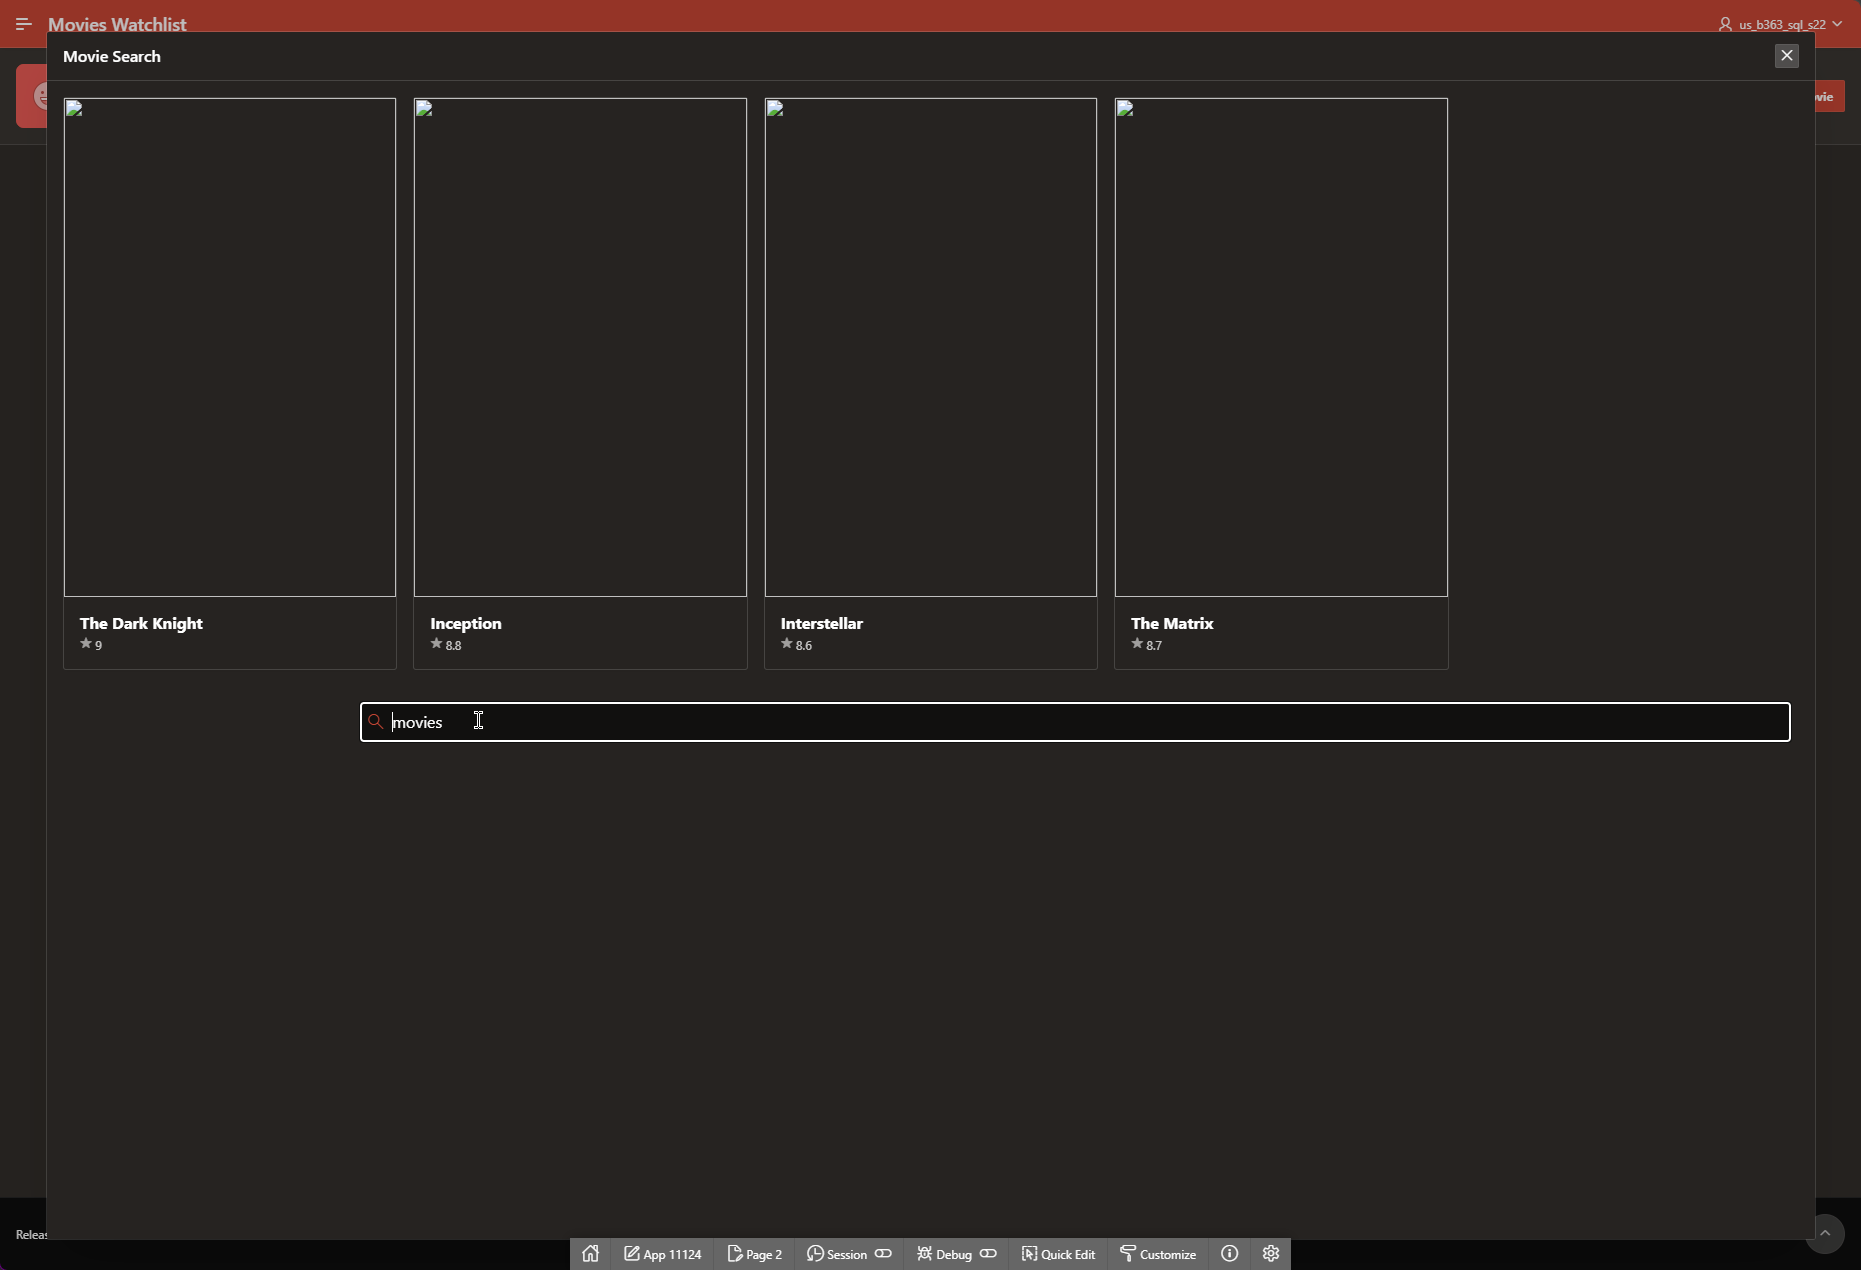 Movies Watchlist
us_b363_sql_s22
Movie Search
vie
The Dark Knight
9
Inception
8.8
Interstellar
8.6
The Matrix
8.7
movies
Releas
App 11124
Page 2
Session
Debug
Quick Edit
Customize